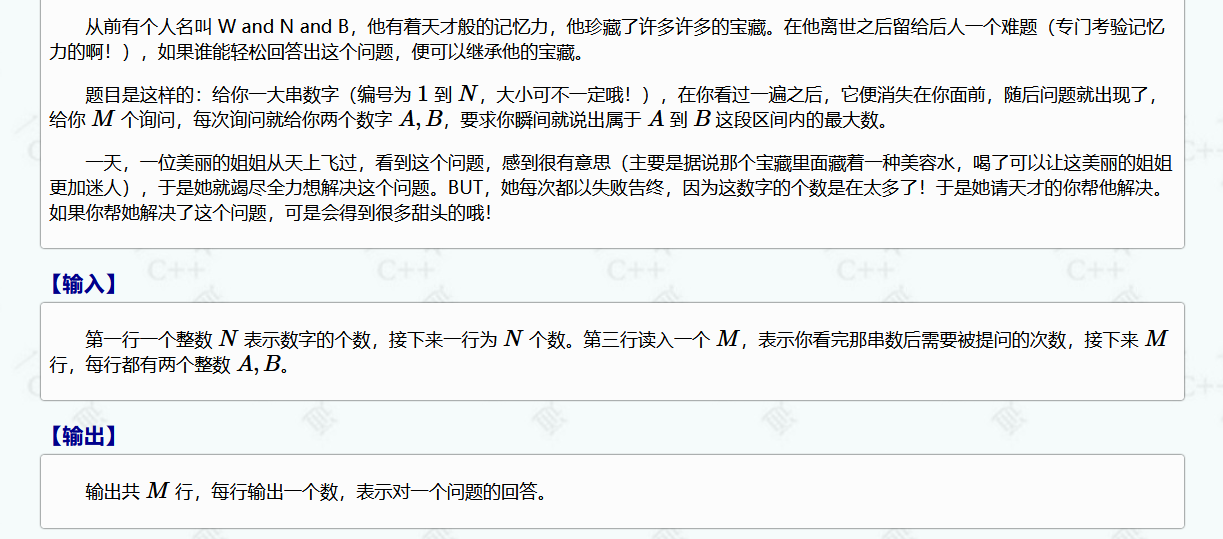 从前有个人名叫 W and N and B，他有着天才般的记忆力，他珍藏了许多许多的宝藏。在他离世之后留给后人一个难题（专门考验记忆
力的啊！），如果谁能轻松回答出这个问题，便可以继承他的宝藏。
题目是这样的：给你一大串数字（编号为 1 到 N，大小可不一定哦！），在你看过一遍之后，它便消失在你面前，随后问题就出现了，
给你 M 个询问，每次询问就给你两个数字 A, B，要求你瞬间就说出属于 A 到 B 这段区间内的最大数。
一天，一位美丽的姐姐从天上飞过，看到这个问题，感到很有意思（主要是据说那个宝藏里面藏着一种美容水，喝了可以让这美丽的姐姐
更加迷人），于是她就竭尽全力想解决这个问题。BUT，她每次都以失败告终，因为这数字的个数是在太多了！于是她请天才的你帮他解决。
如果你帮她解决了这个问题，可是会得到很多甜头的哦！
【输入】
第一行一个整数 N 表示数字的个数，接下来一行为 N 个数。第三行读入一个 M，表示你看完那串数后需要被提问的次数，接下来 M
行，每行都有两个整数 A, B。
【输出】
输出共 M 行，每行输出一个数，表示对一个问题的回答。
C++
C++
C++
C++
C++